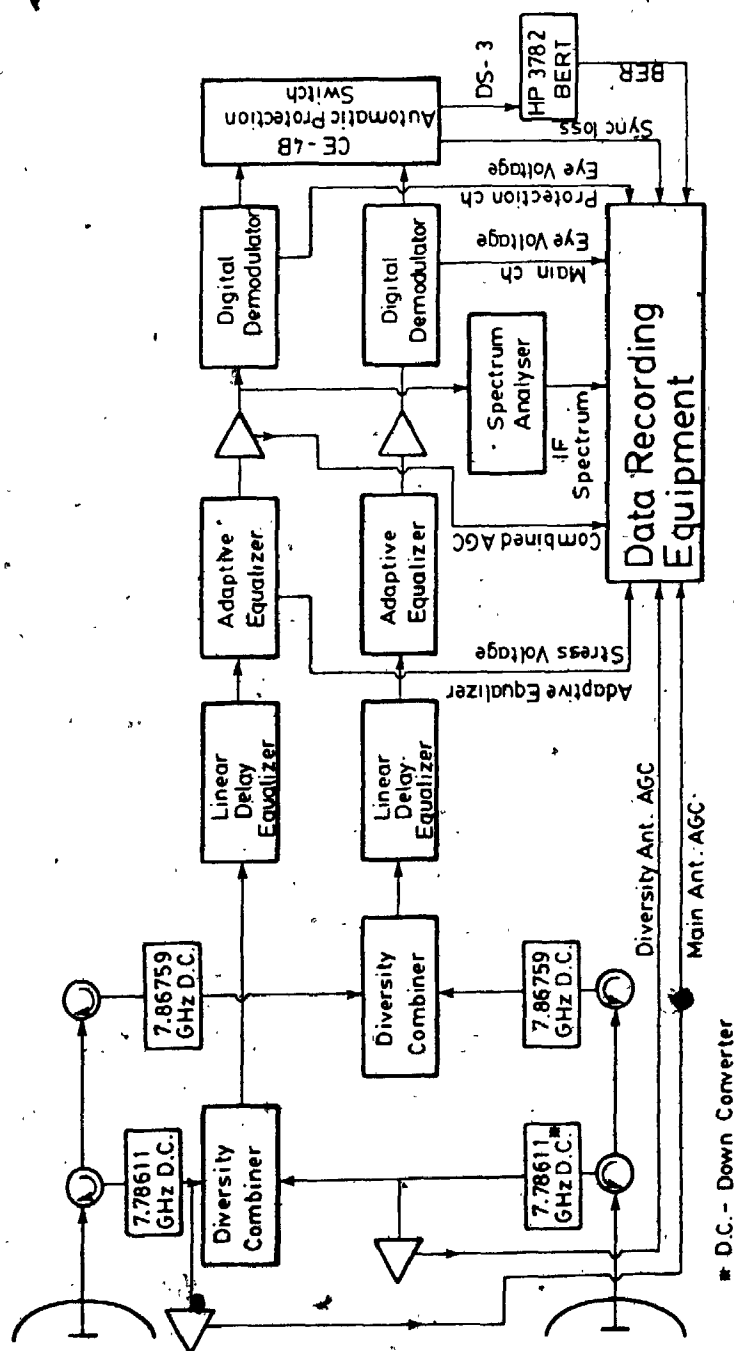 7.78611
GHz D.C.
7.86759
GHz D.C.
Diversity
Combiner
Diversity
Combiner
7.78611
GHz D.C.*
7.86759
GHz D.C.
Linear
Delay
Equalizer
Adaptive
Equalizer
Digital
Demodulator
CE-4B
Automatic Protection
Switch
Linear
Delay
Equalizer
Adaptive
Equalizer
Digital
Demodulator
DS-3
HP 3782
BERT
BER
Sync loss
Protection ch
Eye Voltage
Main ch
Eye Voltage
Spectrum
Analyser
IF
Spectrum
Combined AGC
Adaptive Equalizer
Stress Voltage
Data Recording
Equipment
Diversity Ant. AGC
Main Ant. AGC
* D.C.- Down Converter